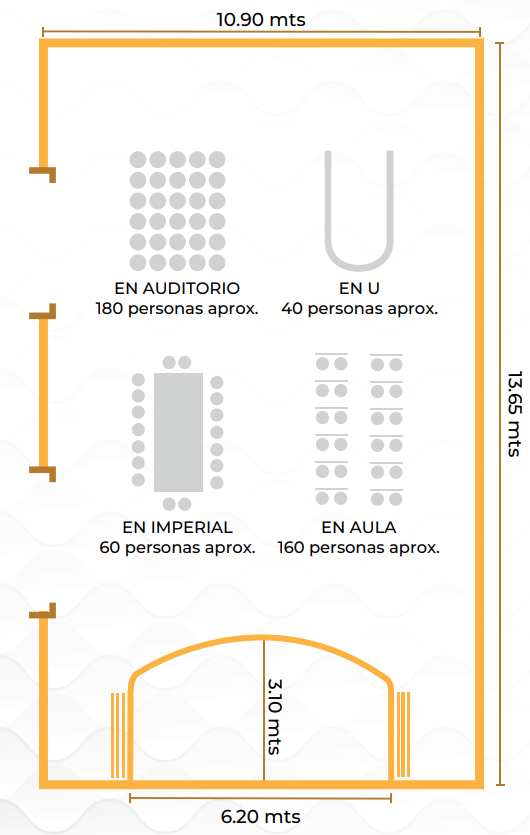 10.90 mts
EN AUDITORIO
180 personas aprox.
EN U
40 personas aprox.
13.65 mts
EN IMPERIAL
60 personas aprox.
EN AULA
160 personas aprox.
3.10 mts
6.20 mts